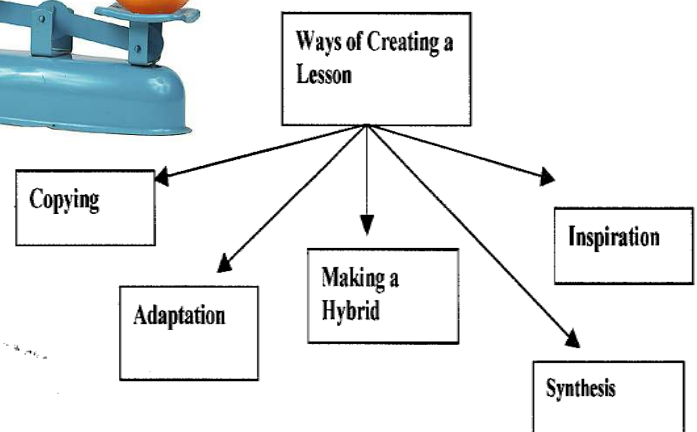 Ways of Creating a
Lesson
Copying
Inspiration
Making a
Hybrid
Adaptation
Synthesis